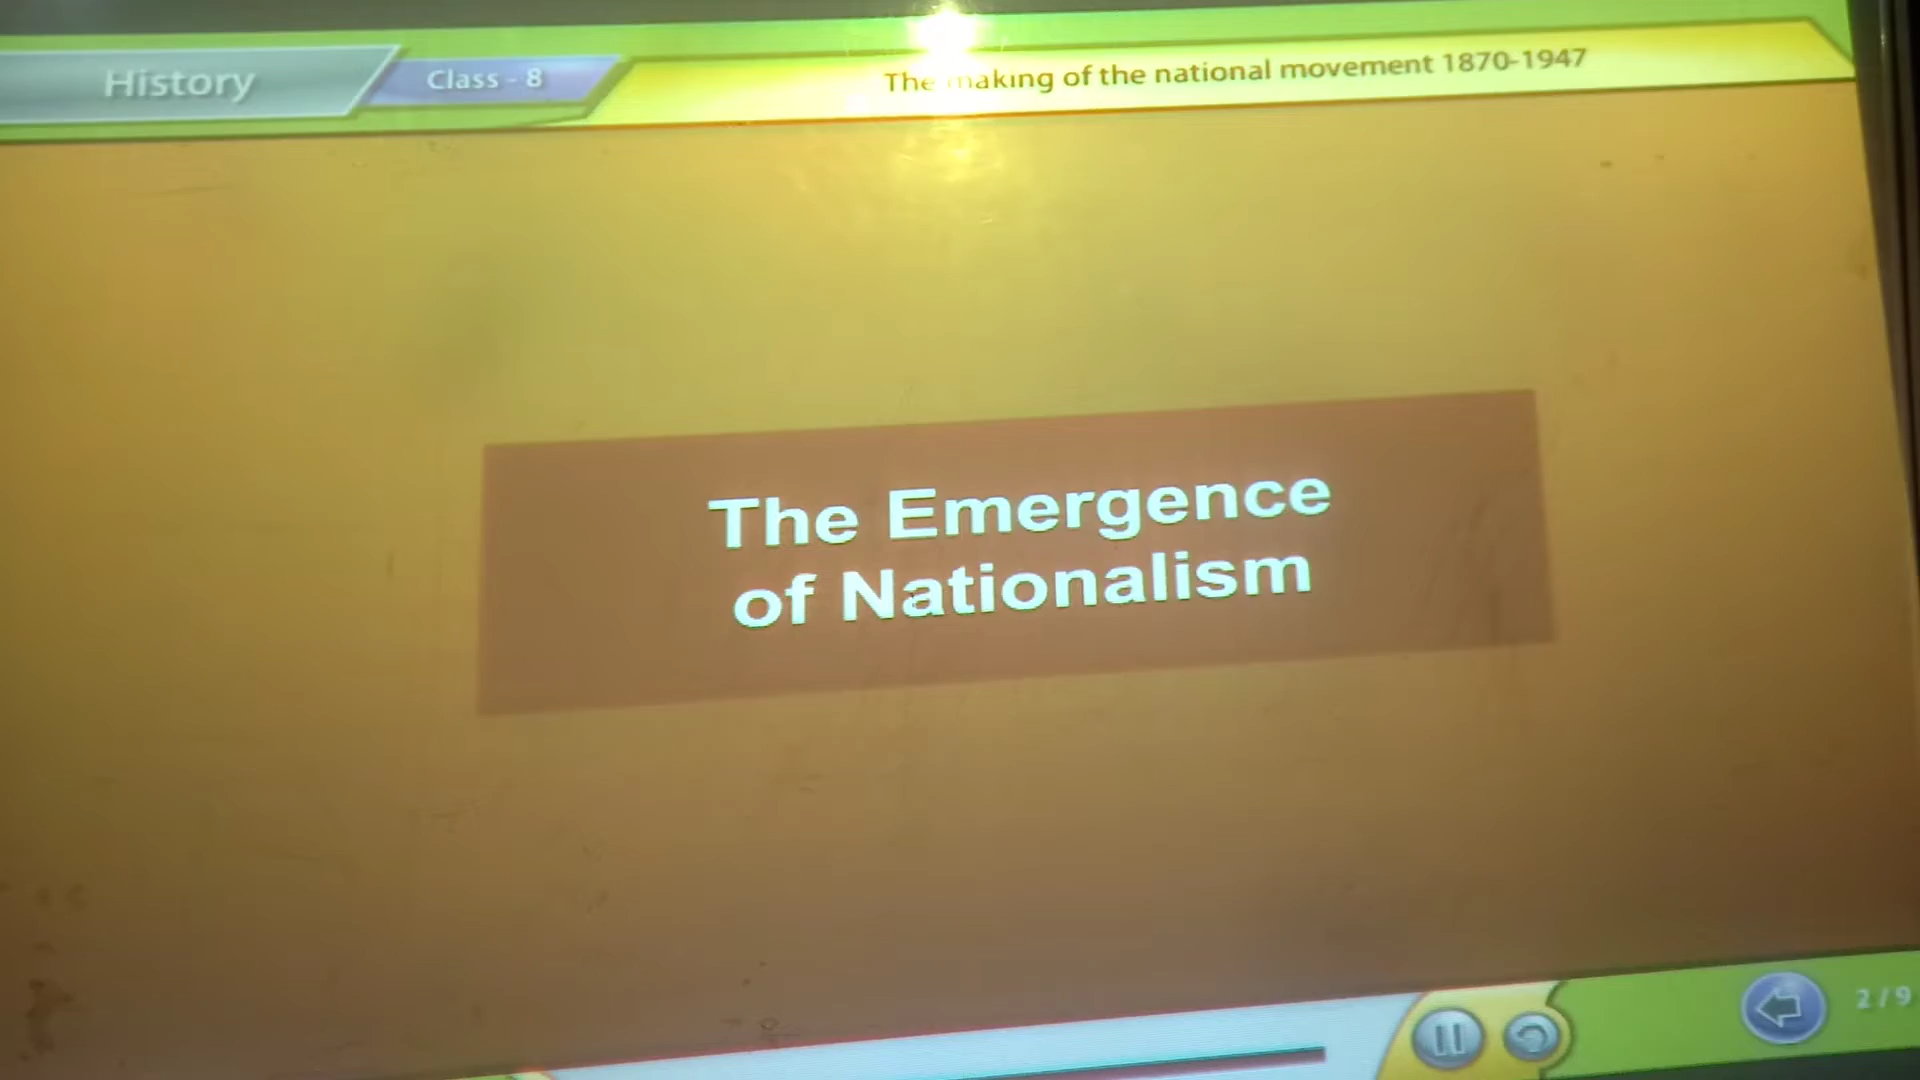 History
Class - 8
The making of the national movement 1870-1947
The Emergence
of Nationalism
2/9